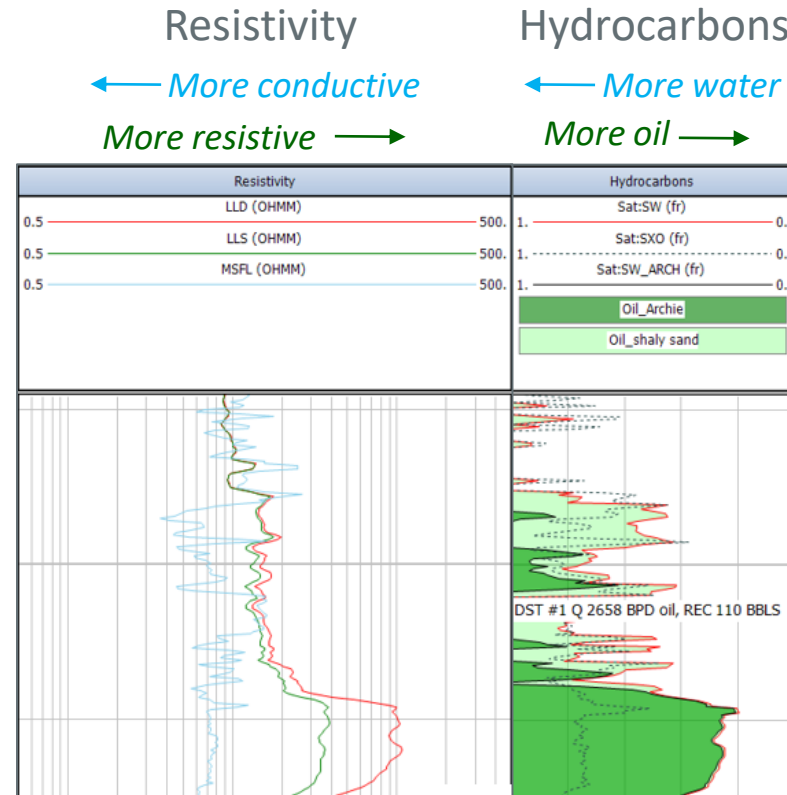 Resistivity Hydrocarbons
More conductive More water
More resistive More oil
Resistivity Hydrocarbons
LLD (OHMM) Sat:SW (fr)
0.5 500. 1. 0.
LLS (OHMM) Sat:SXO (fr)
0.5 500. 1. 0.
MSFL (OHMM) Sat:SW_ARCH (fr)
0.5 500. 1. 0.
Oil_Archie
Oil_shaly sand
DST #1 Q 2658 BPD oil, REC 110 BBLS